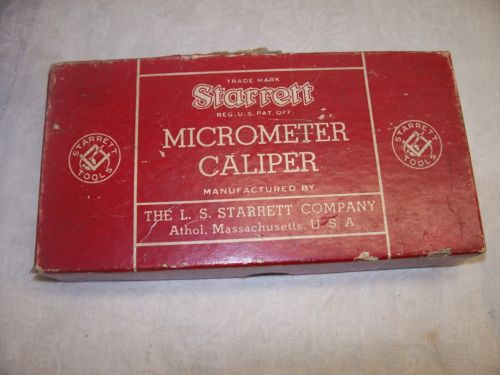 TRADE MARK
Starrett
REG. U.S. PAT. OFF.
MICROMETER
CALIPER
MANUFACTURED BY
THE L. S. STARRETT COMPANY
Athol, Massachusetts, U. S. A.
STARRETT
TOOLS
STARRETT
TOOLS